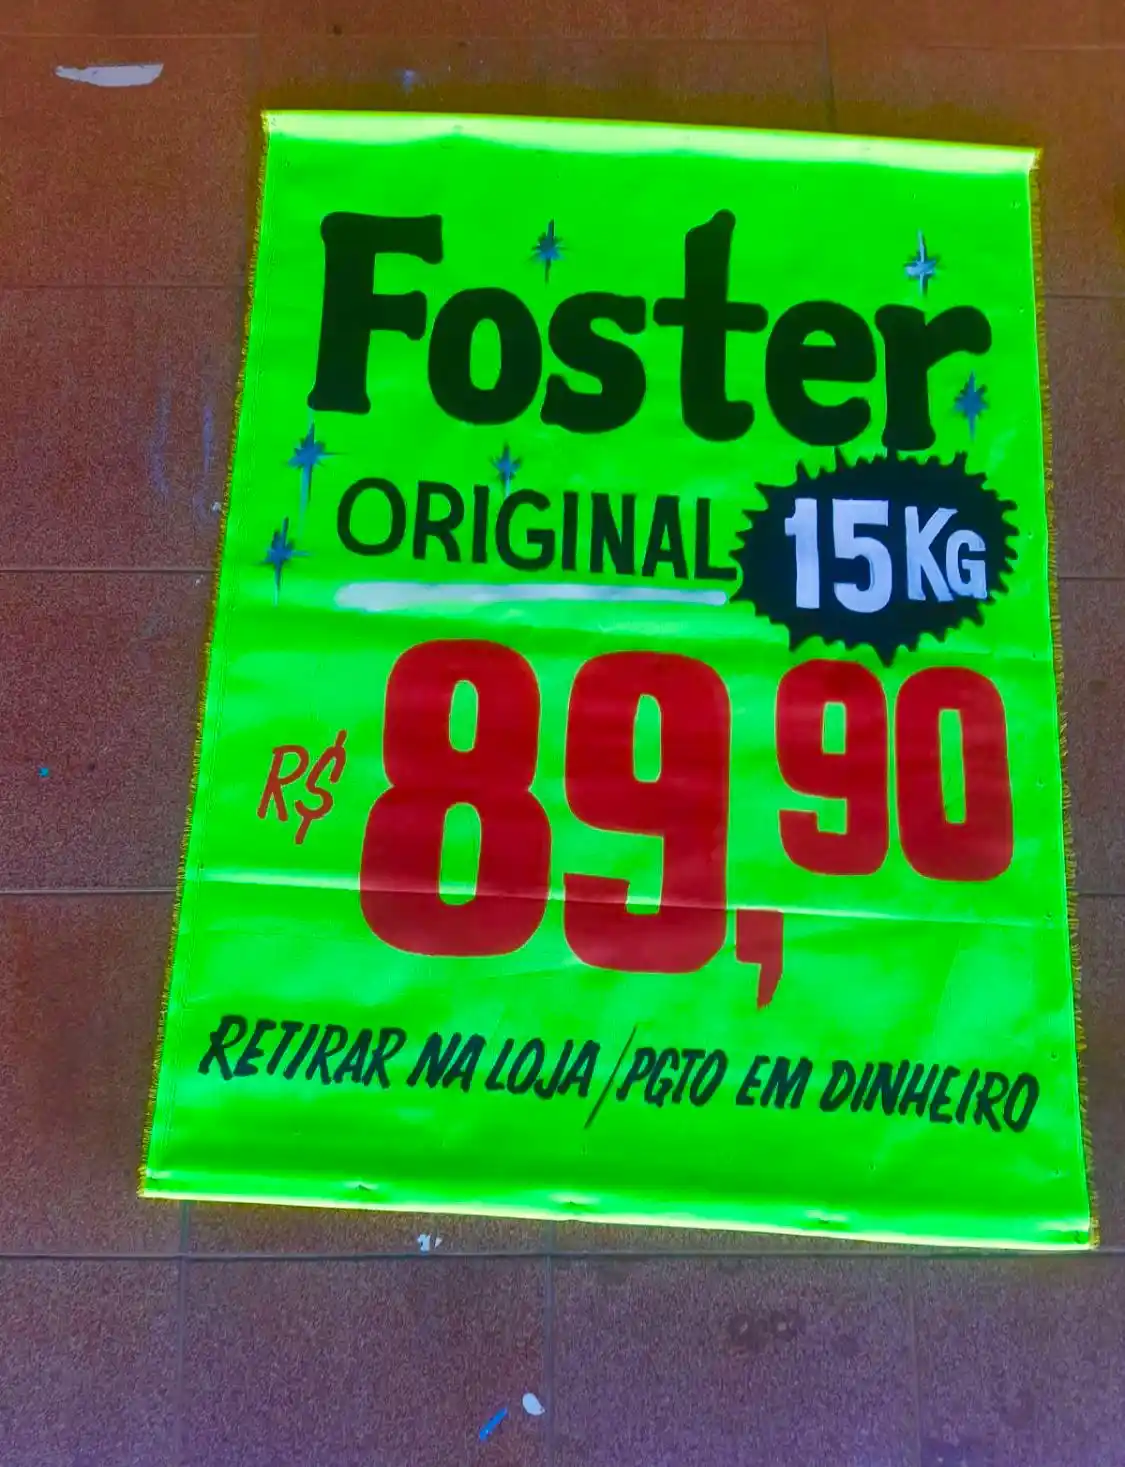 Foster
ORIGINAL 15KG
R$ 89,90
RETIRAR NA LOJA/PGTO EM DINHEIRO